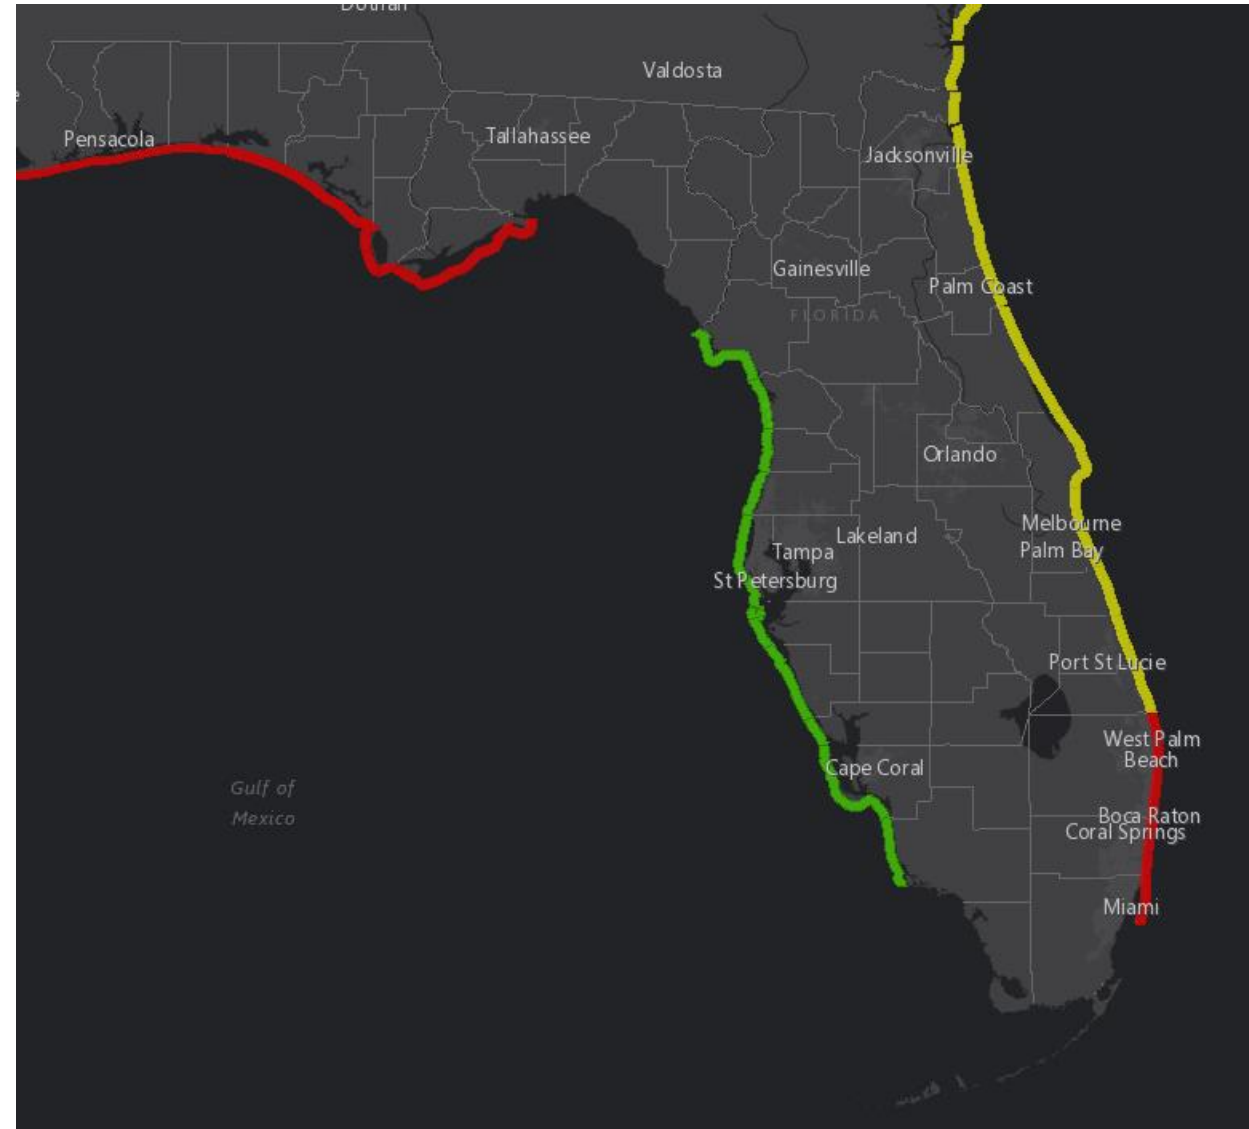 Dothan
Valdosta
e
Pensacola
Tallahassee
Jacksonville
Gainesville
Palm Coast
FLORIDA
Orlando
Melbourne
Palm Bay
Lakeland
Tampa
St Petersburg
Port St Lucie
West Palm
Beach
Cape Coral
Gulf of
Mexico
Boca Raton
Coral Springs
Miami